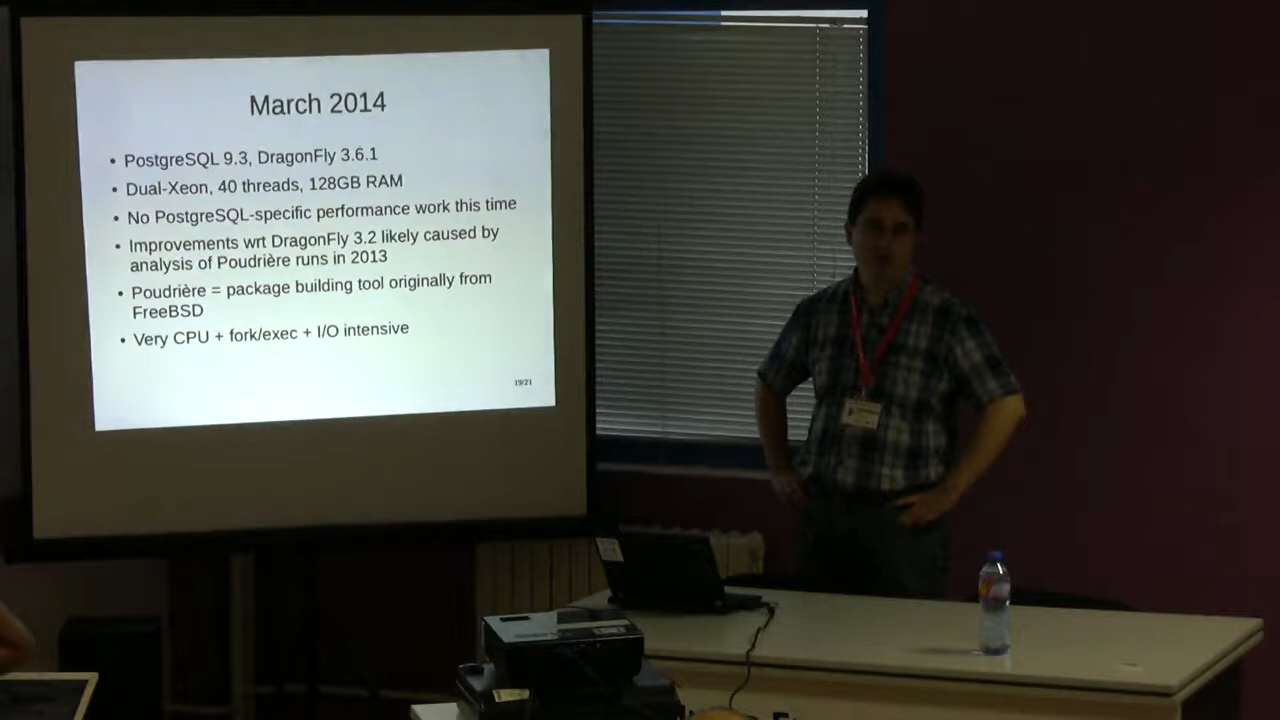 March 2014
• PostgreSQL 9.3, DragonFly 3.6.1
• Dual-Xeon, 40 threads, 128GB RAM
• No PostgreSQL-specific performance work this time
• Improvements wrt DragonFly 3.2 likely caused by
analysis of Poudrière runs in 2013
• Poudrière = package building tool originally from
FreeBSD
• Very CPU + fork/exec + I/O intensive
19/21